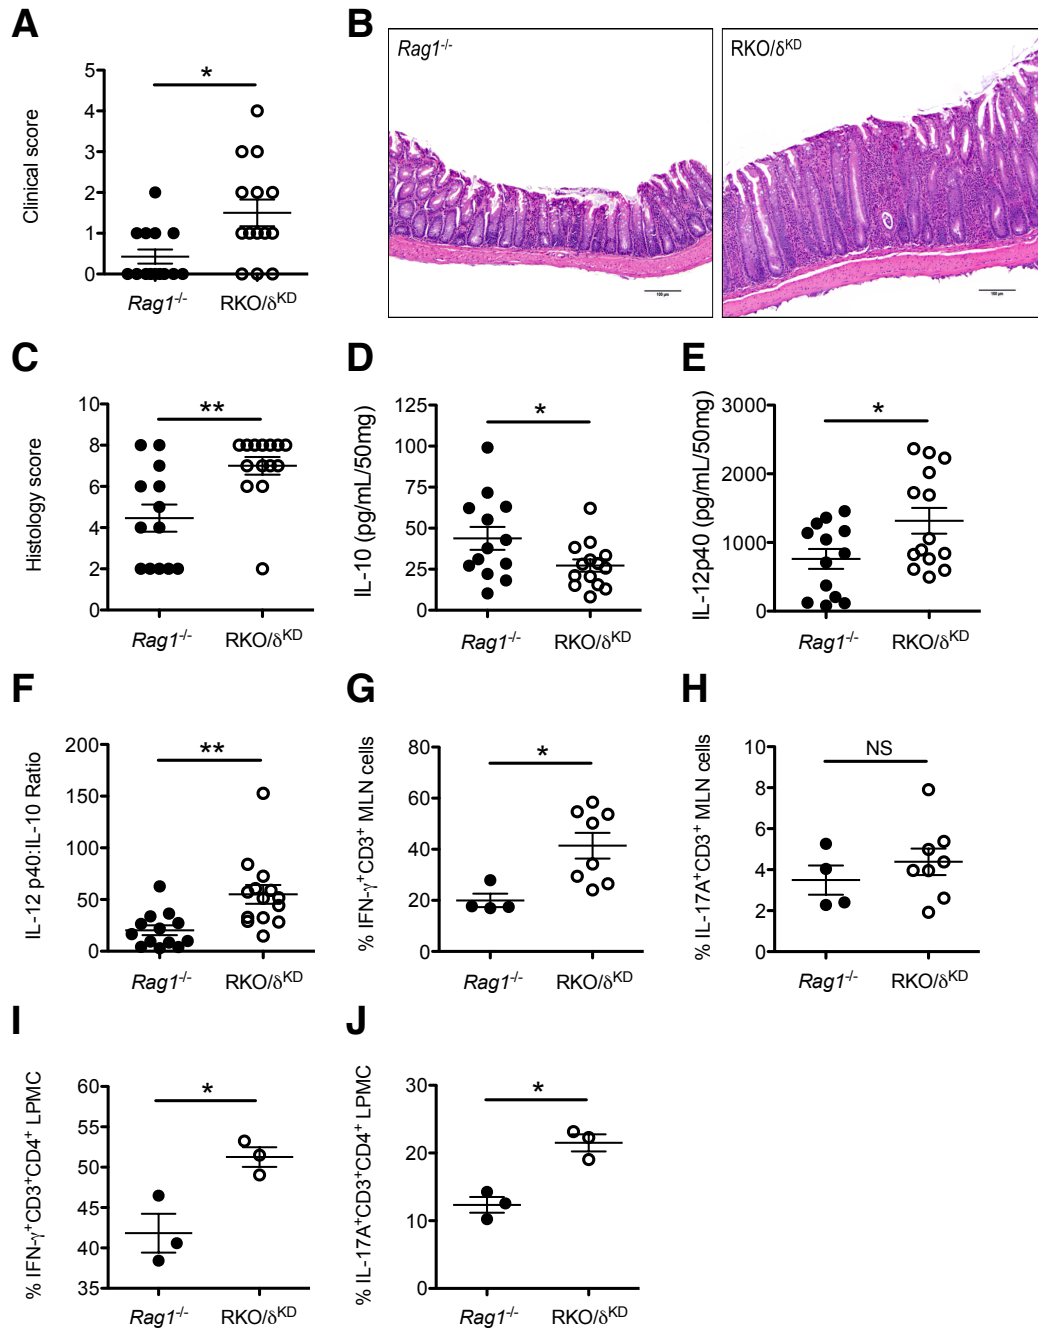 A
Clinical score
5
4
3
2
1
0
*
Rag1-/-
RKO/δKD
B
Rag1-/-
100 μm
RKO/δKD
100 μm
C
Histology score
10
8
6
4
2
0
**
Rag1-/-
RKO/δKD
D
IL-10 (pg/mL/50mg)
125
100
75
50
25
0
*
Rag1-/-
RKO/δKD
E
IL-12p40 (pg/mL/50mg)
3000
2000
1000
0
*
Rag1-/-
RKO/δKD
F
IL-12 p40:IL-10 Ratio
200
150
100
50
0
**
Rag1-/-
RKO/δKD
G
% IFN-γ+CD3+ MLN cells
80
60
40
20
0
*
Rag1-/-
RKO/δKD
H
% IL-17A+CD3+ MLN cells
10
8
6
4
2
0
NS
Rag1-/-
RKO/δKD
I
% IFN-γ+CD3+CD4+ LPMC
60
55
50
45
40
35
*
Rag1-/-
RKO/δKD
J
% IL-17A+CD3+CD4+ LPMC
30
20
10
0
*
Rag1-/-
RKO/δKD